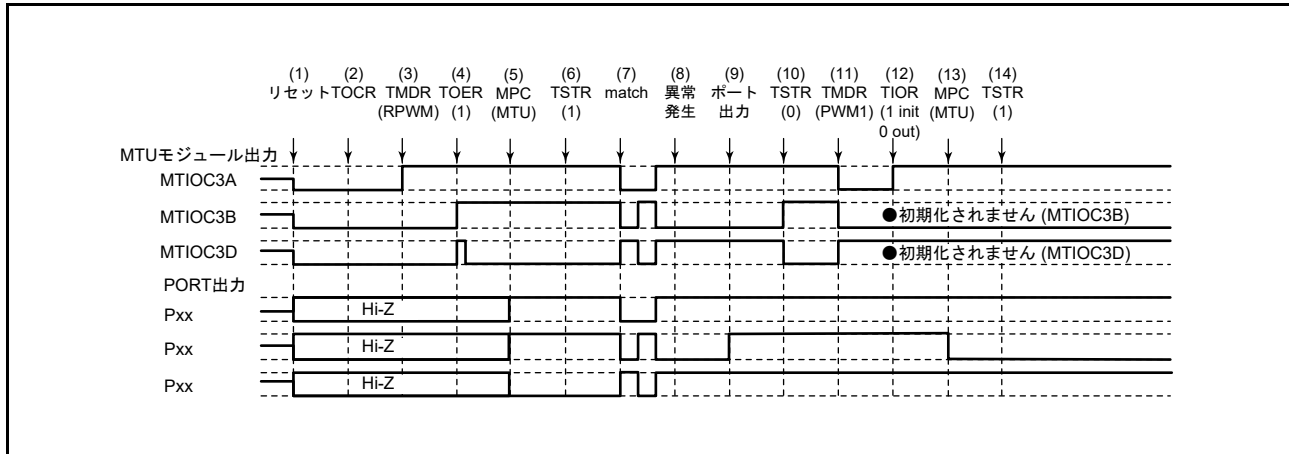 (1) (2) (3) (4) (5) (6) (7) (8) (9) (10) (11) (12) (13) (14)
リセット TOCR TMDR TOER MPC TSTR match 異常 ポート TSTR TMDR TIOR MPC TSTR
(RPWM) (1) (MTU) (1) 発生 出力 (0) (PWM1) (1 init (MTU) (1)
0 out)
MTUモジュール出力
MTIOC3A
MTIOC3B ●初期化されません (MTIOC3B)
MTIOC3D ●初期化されません (MTIOC3D)
PORT出力
Pxx Hi-Z
Pxx Hi-Z
Pxx Hi-Z